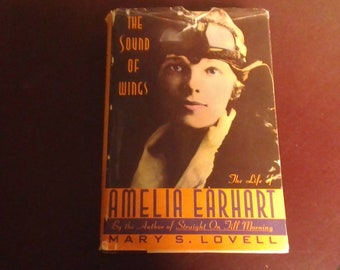 THE
SOUND
OF
WINGS
The Life of
AMELIA EARHART
By the Author of Straight On Till Morning
MARY S. LOVELL